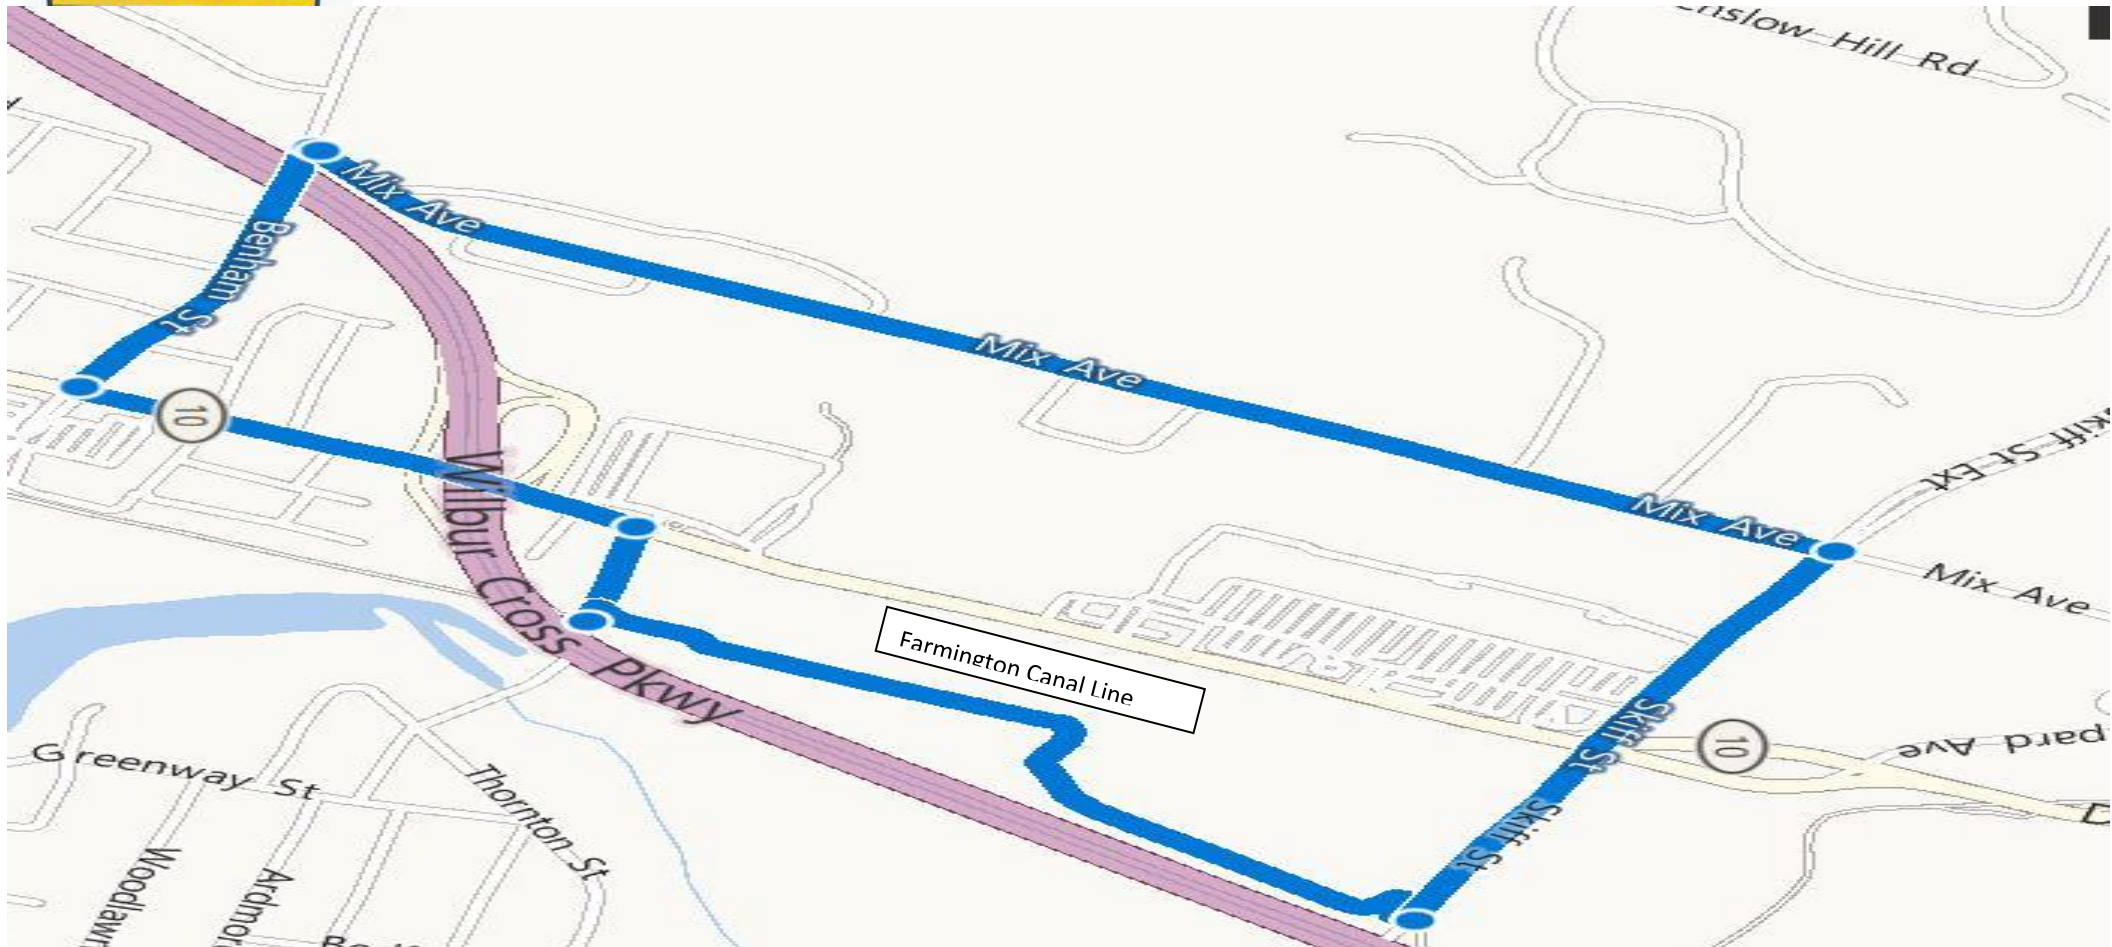 Hill Rd
Mix Ave
Benham St
Mix Ave
10
Skiff St Ext
Mix Ave
Wilbur Cross Pkwy
Mix Ave
Farmington Canal Line
Skiff St
10
Greenway St
Thornton St
Skiff St